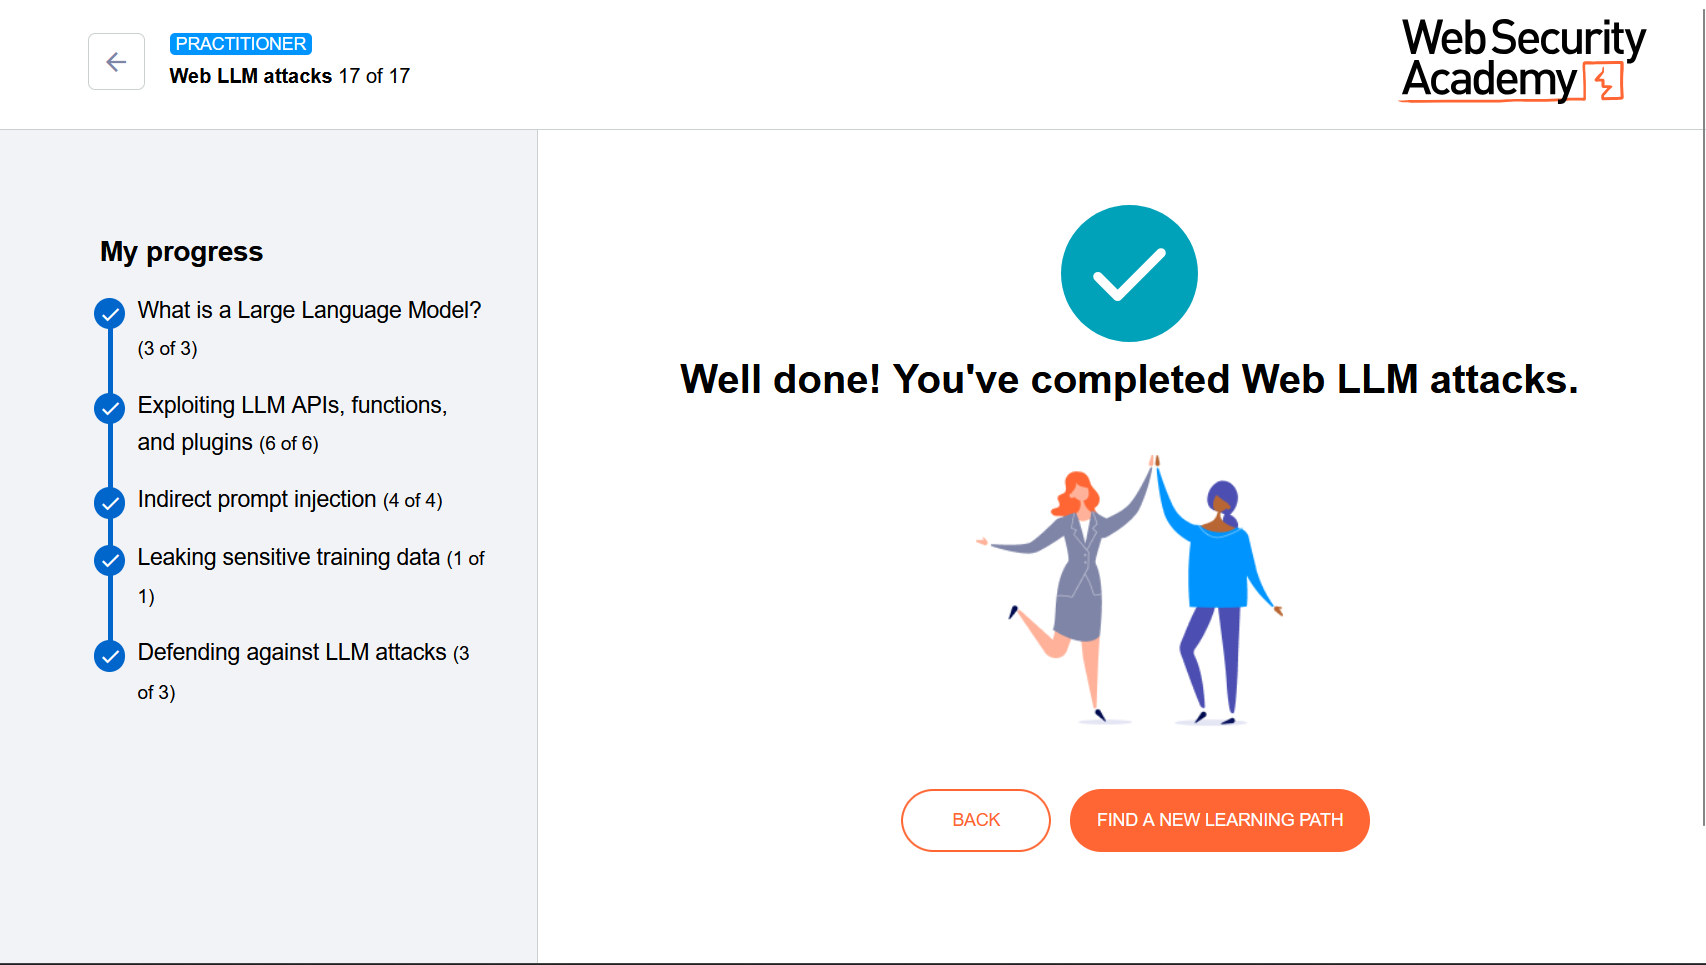 PRACTITIONER
Web LLM attacks 17 of 17
Web Security
Academy
My progress
What is a Large Language Model?
(3 of 3)
Exploiting LLM APIs, functions,
and plugins (6 of 6)
Indirect prompt injection (4 of 4)
Leaking sensitive training data (1 of
1)
Defending against LLM attacks (3
of 3)
Well done! You've completed Web LLM attacks.
BACK
FIND A NEW LEARNING PATH